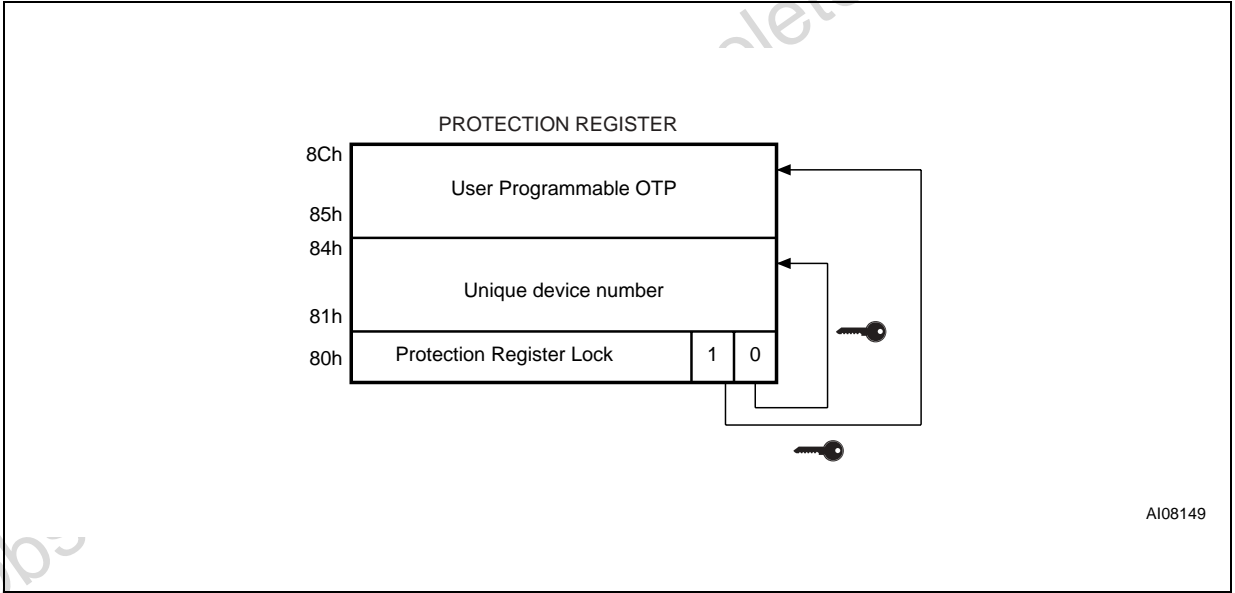 PROTECTION REGISTER
8Ch
User Programmable OTP
85h
84h
Unique device number
81h
80h Protection Register Lock 1 0
AI08149